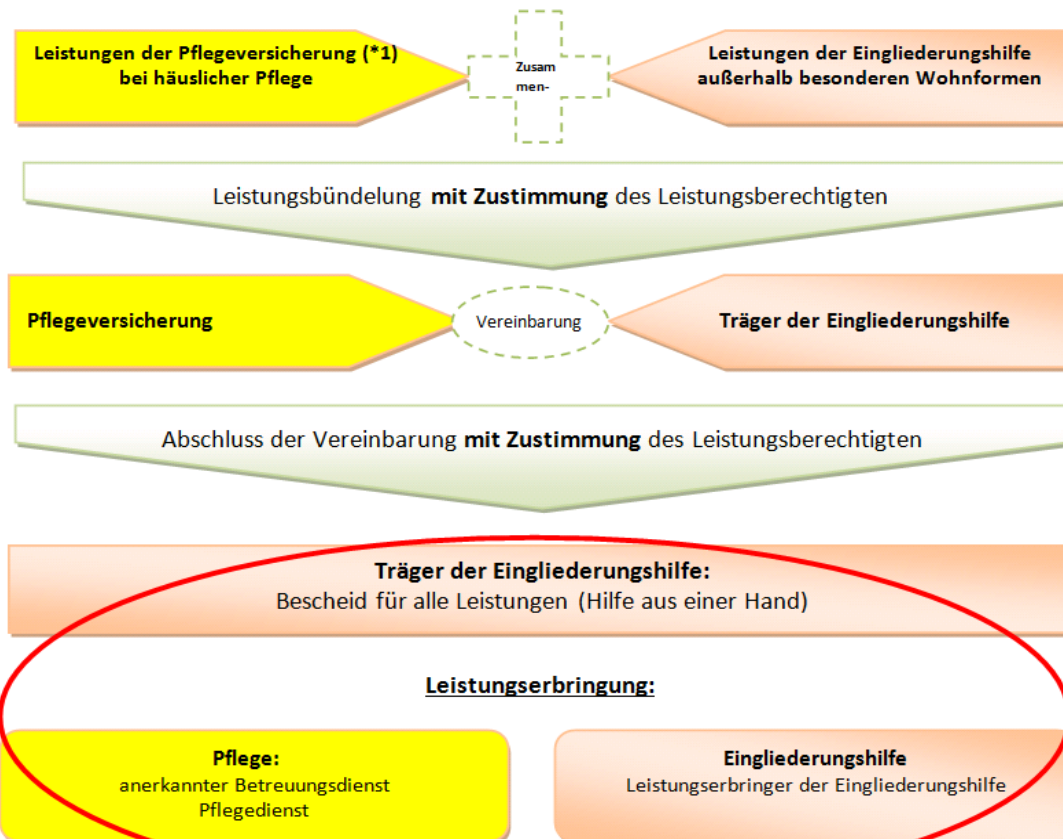 Leistungen der Pflegeversicherung (*1)
bei häuslicher Pflege
Zusam
men-
Leistungen der Eingliederungshilfe
außerhalb besonderen Wohnformen
Leistungsbündelung mit Zustimmung des Leistungsberechtigten
Pflegeversicherung
Vereinbarung
Träger der Eingliederungshilfe
Abschluss der Vereinbarung mit Zustimmung des Leistungsberechtigten
Träger der Eingliederungshilfe:
Bescheid für alle Leistungen (Hilfe aus einer Hand)
Leistungserbringung:
Pflege:
anerkannter Betreuungsdienst
Pflegedienst
Eingliederungshilfe
Leistungserbringer der Eingliederungshilfe